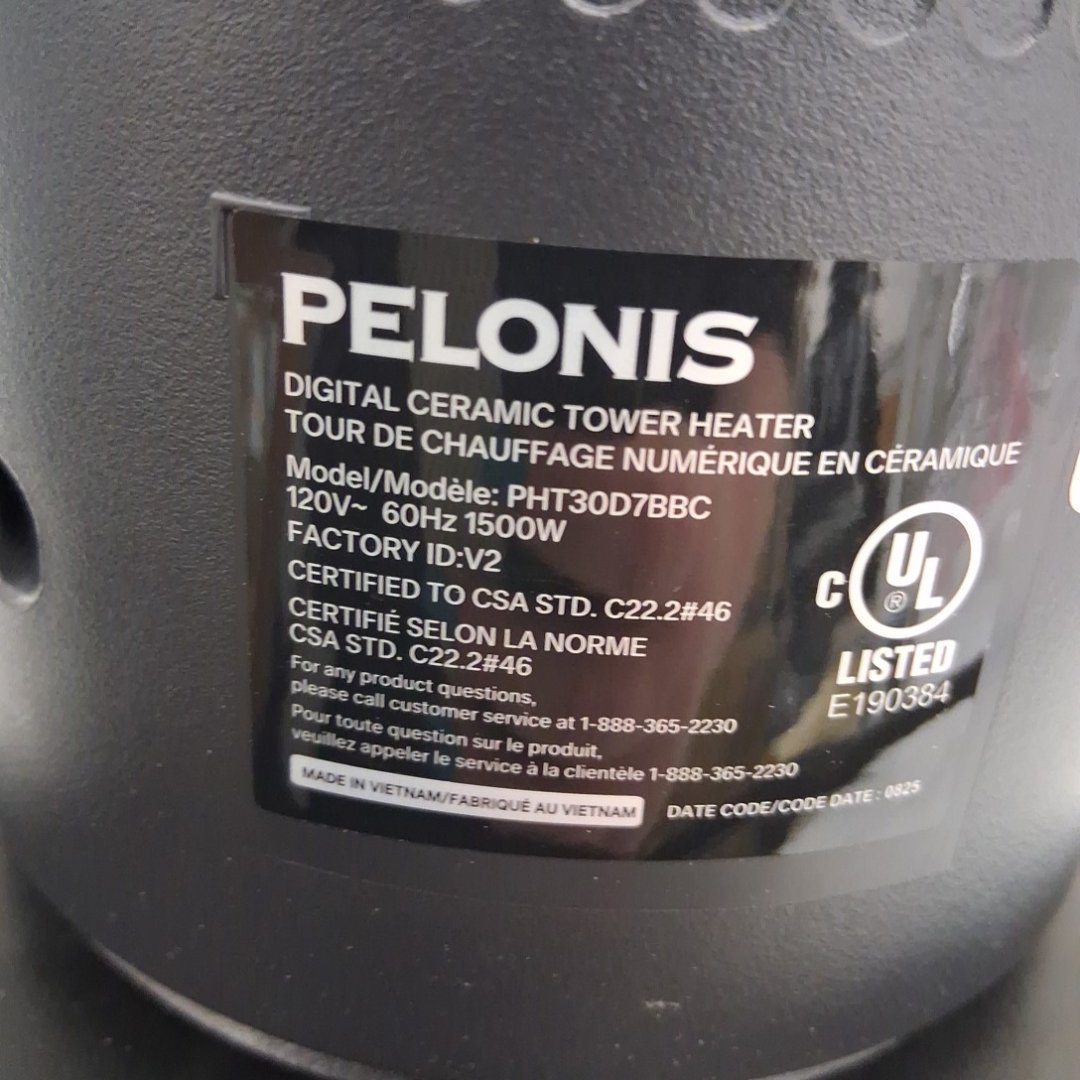 PELONIS
DIGITAL CERAMIC TOWER HEATER
TOUR DE CHAUFFAGE NUMÉRIQUE EN CÉRAMIQUE
Model/Modèle: PHT30D7BBC
120V~ 60Hz 1500W
FACTORY ID:V2
CERTIFIED TO CSA STD. C22.2#46
CERTIFIÉ SELON LA NORME
CSA STD. C22.2#46
For any product questions,
please call customer service at 1-888-365-2230
Pour toute question sur le produit,
veuillez appeler le service à la clientèle 1-888-365-2230
MADE IN VIETNAM/FABRIQUÉ AU VIETNAM
DATE CODE/CODE DATE : 0825
C UL ®
LISTED
E190384